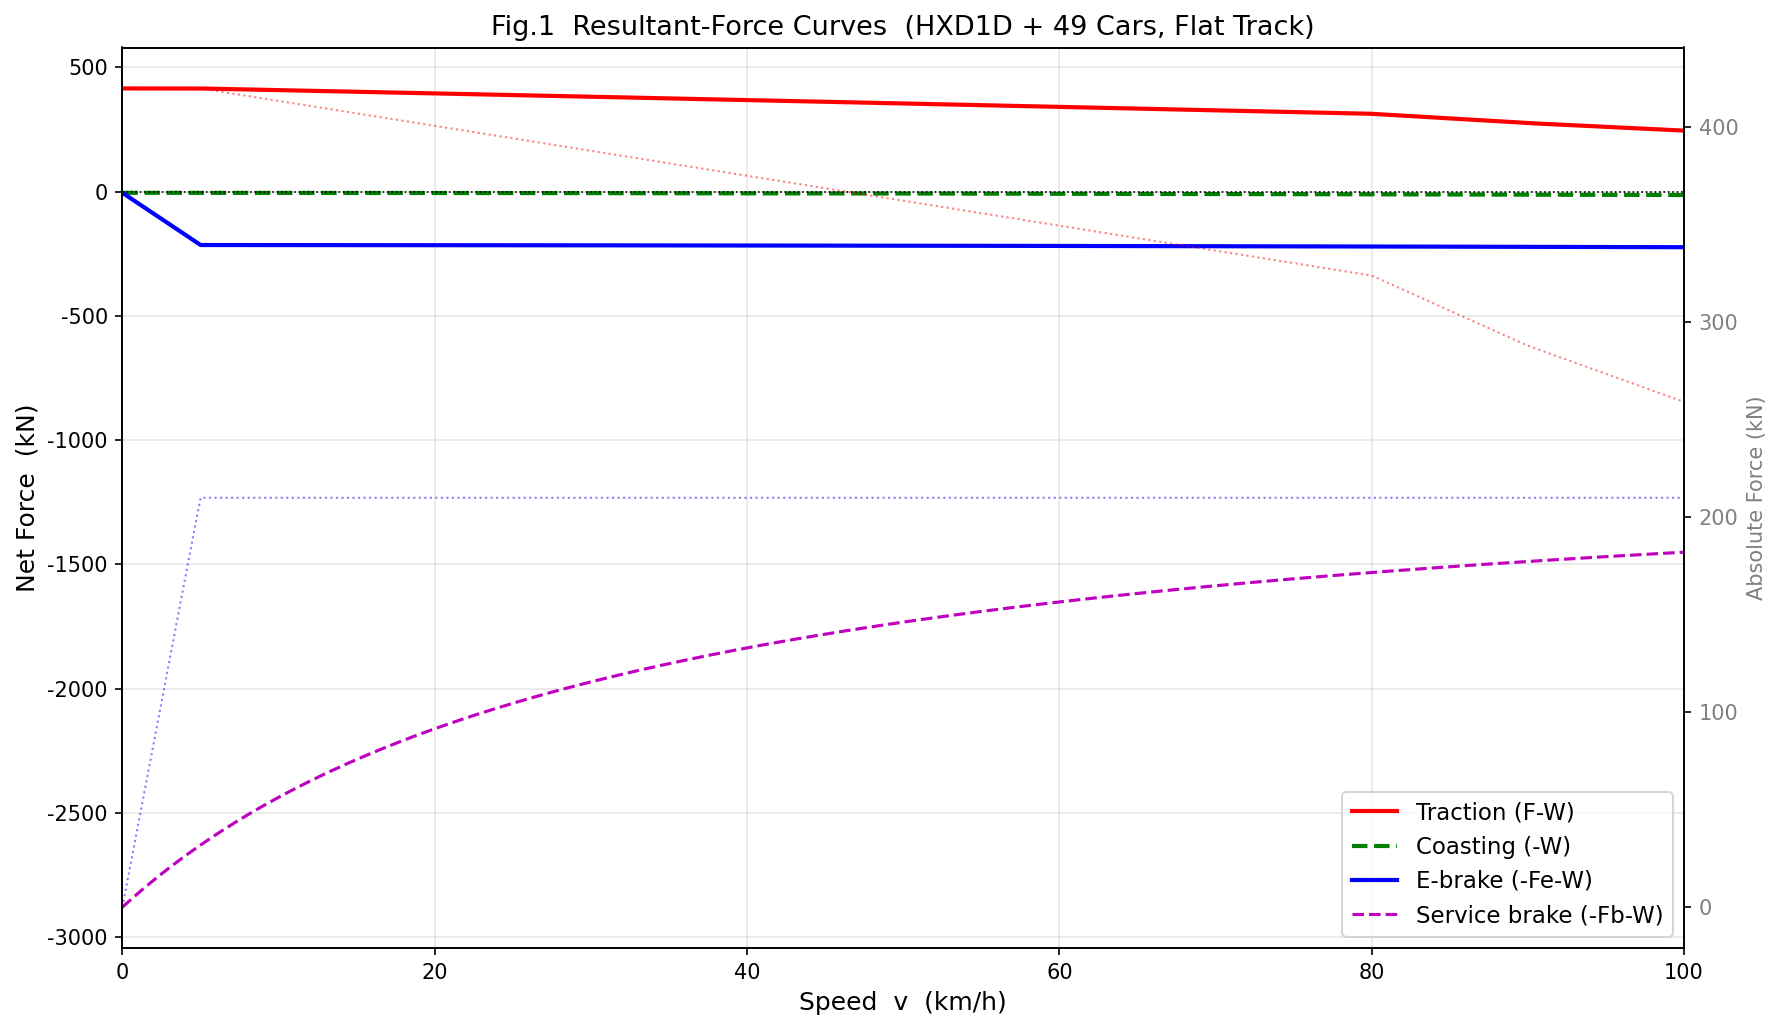 Fig.1  Resultant-Force Curves  (HXD1D + 49 Cars, Flat Track)
Net Force  (kN)
500
0
-500
-1000
-1500
-2000
-2500
-3000
400
300
200
100
0
Absolute Force (kN)
Traction (F-W)
Coasting (-W)
E-brake (-Fe-W)
Service brake (-Fb-W)
0
20
40
60
80
100
Speed  v  (km/h)